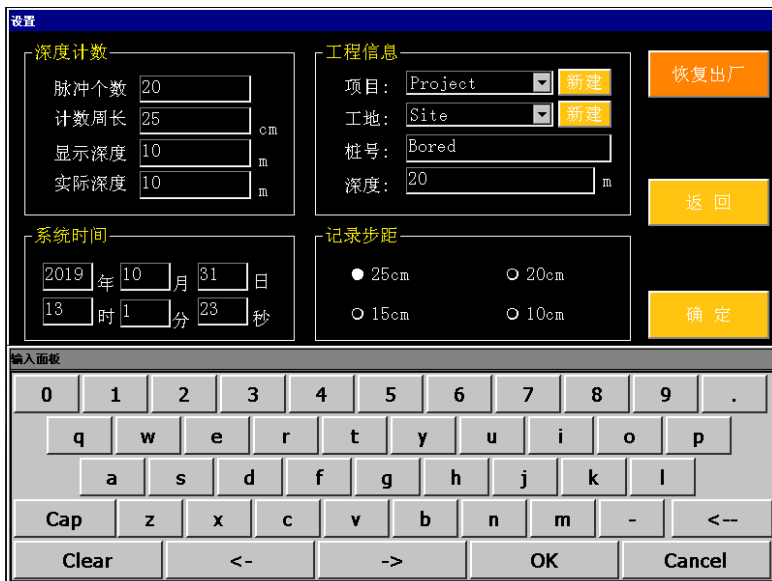 设置
深度计数
脉冲个数 20
计数周长 25 cm
显示深度 10 m
实际深度 10 m
工程信息
项目: Project 新建
工地: Site 新建
桩号: Bored
深度: 20 m
恢复出厂
返 回
确 定
系统时间
2019 年 10 月 31 日
13 时 1 分 23 秒
记录步距
25cm 20cm
15cm 10cm
输入面板
0 1 2 3 4 5 6 7 8 9 .
q w e r t y u i o p
a s d f g h j k l
Cap z x c v b n m - <--
Clear <- -> OK Cancel